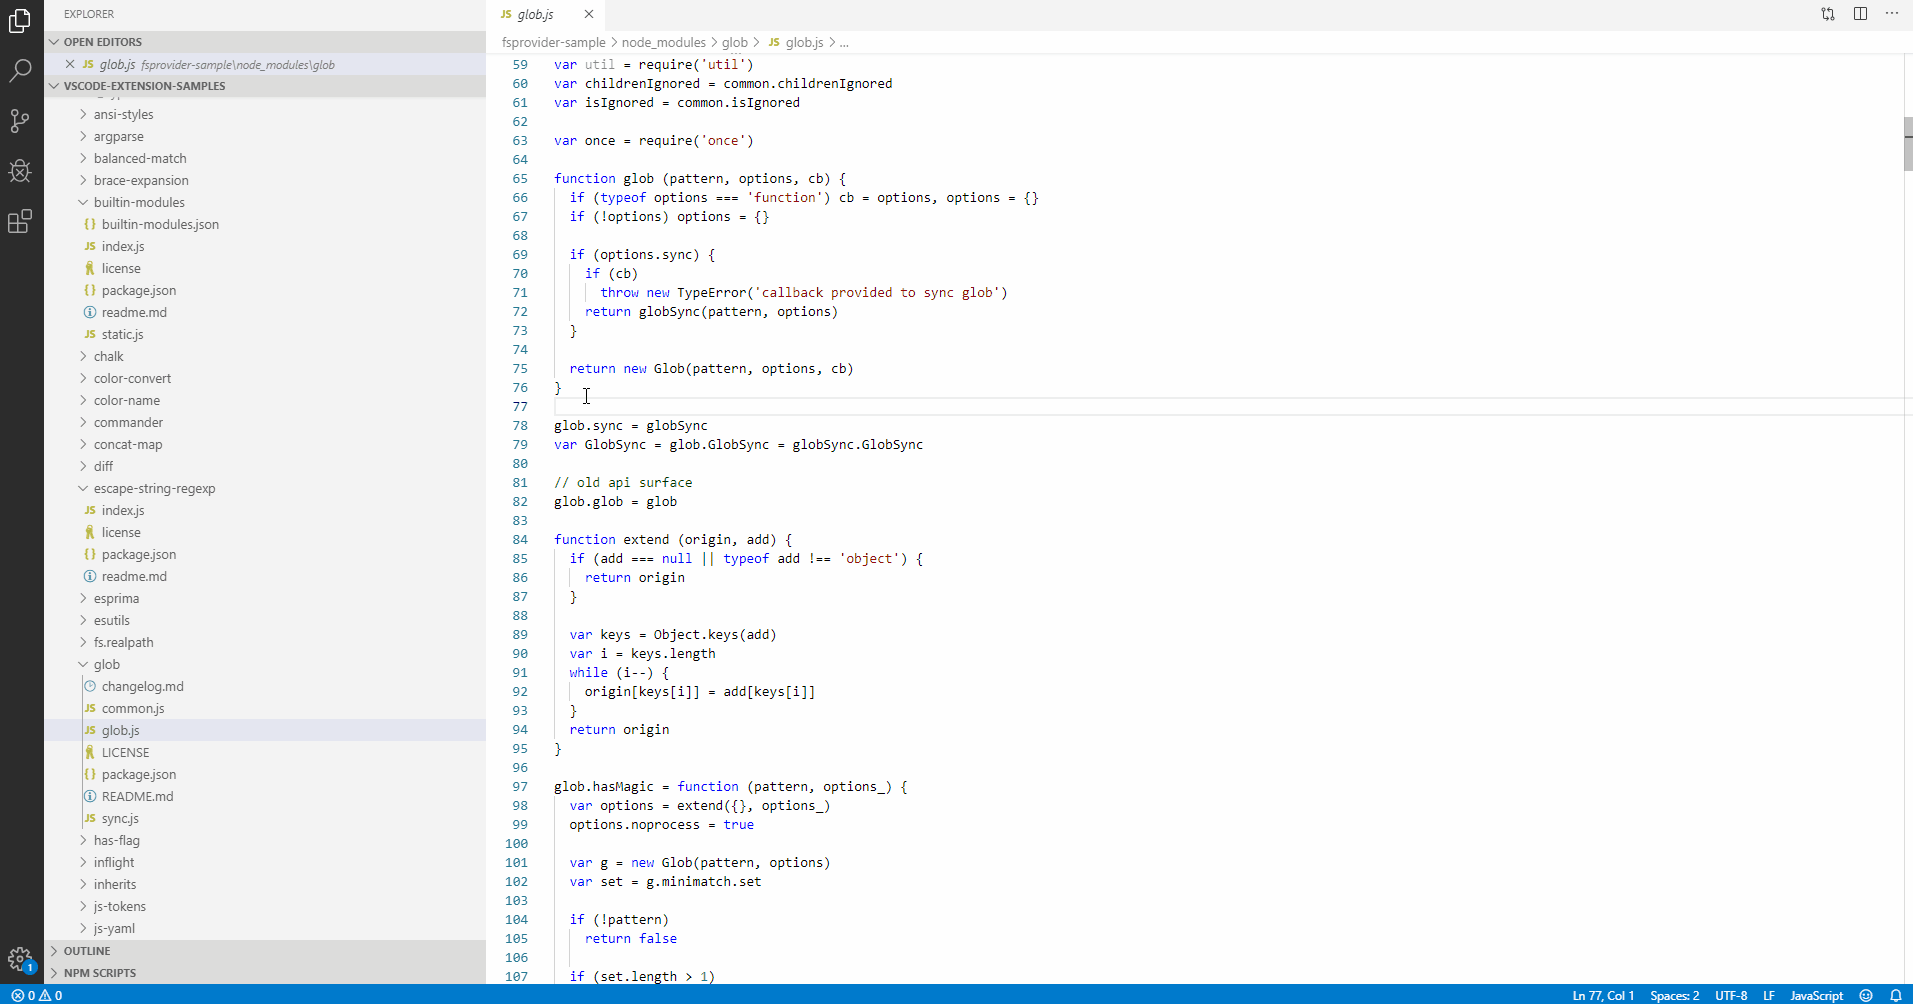 EXPLORER
OPEN EDITORS
JS glob.js fsprovider-sample\node_modules\glob
VSCODE-EXTENSION-SAMPLES
ansi-styles
argparse
balanced-match
brace-expansion
builtin-modules
{} builtin-modules.json
JS index.js
license
{} package.json
readme.md
JS static.js
chalk
color-convert
color-name
commander
concat-map
diff
escape-string-regexp
JS index.js
license
{} package.json
readme.md
esprima
esutils
fs.realpath
glob
changelog.md
JS common.js
JS glob.js
LICENSE
{} package.json
README.md
JS sync.js
has-flag
inflight
inherits
js-tokens
js-yaml
OUTLINE
NPM SCRIPTS
1
JS glob.js
fsprovider-sample > node_modules > glob > JS glob.js > ...
59 var util = require('util')
60 var childrenIgnored = common.childrenIgnored
61 var isIgnored = common.isIgnored
62
63 var once = require('once')
64
65 function glob (pattern, options, cb) {
66 if (typeof options === 'function') cb = options, options = {}
67 if (!options) options = {}
68
69 if (options.sync) {
70 if (cb)
71 throw new TypeError('callback provided to sync glob')
72 return globSync(pattern, options)
73 }
74
75 return new Glob(pattern, options, cb)
76 }
77
78 glob.sync = globSync
79 var GlobSync = glob.GlobSync = globSync.GlobSync
80
81 // old api surface
82 glob.glob = glob
83
84 function extend (origin, add) {
85 if (add === null || typeof add !== 'object') {
86 return origin
87 }
88
89 var keys = Object.keys(add)
90 var i = keys.length
91 while (i--) {
92 origin[keys[i]] = add[keys[i]]
93 }
94 return origin
95 }
96
97 glob.hasMagic = function (pattern, options_) {
98 var options = extend({}, options_)
99 options.noprocess = true
100
101 var g = new Glob(pattern, options)
102 var set = g.minimatch.set
103
104 if (!pattern)
105 return false
106
107 if (set.length > 1)
0 0 Ln 77, Col 1 Spaces: 2 UTF-8 LF JavaScript